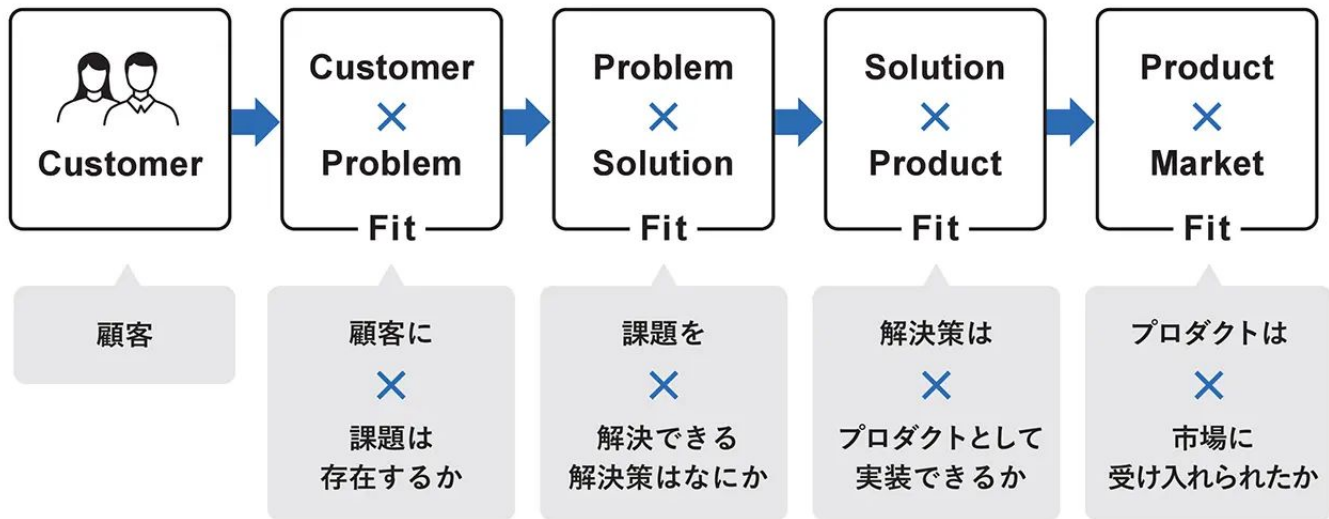 Customer
Customer
×
Problem
Fit
Problem
×
Solution
Fit
Solution
×
Product
Fit
Product
×
Market
Fit
顧客
顧客に
×
課題は
存在するか
課題を
×
解決できる
解決策はなにか
解決策は
×
プロダクトとして
実装できるか
プロダクトは
×
市場に
受け入れられたか